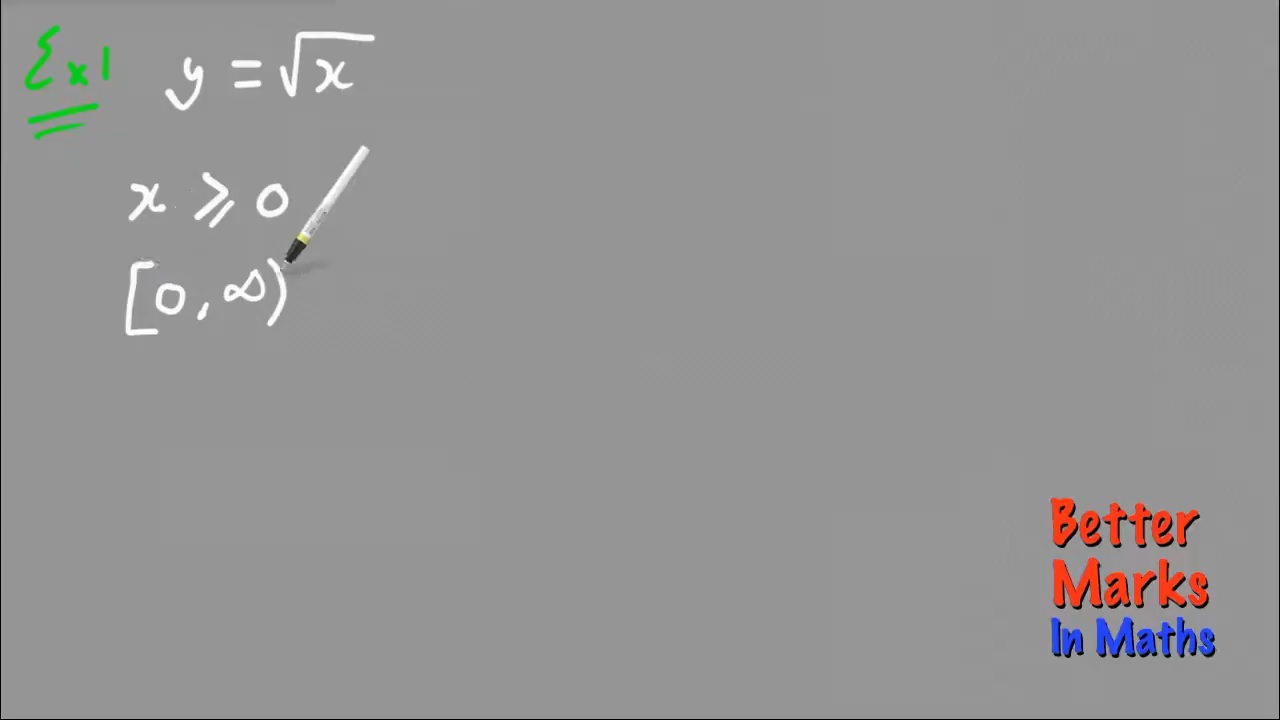 Ex1 y = √x
x ⩾ 0
[0, ∞)
Better
Marks
In Maths